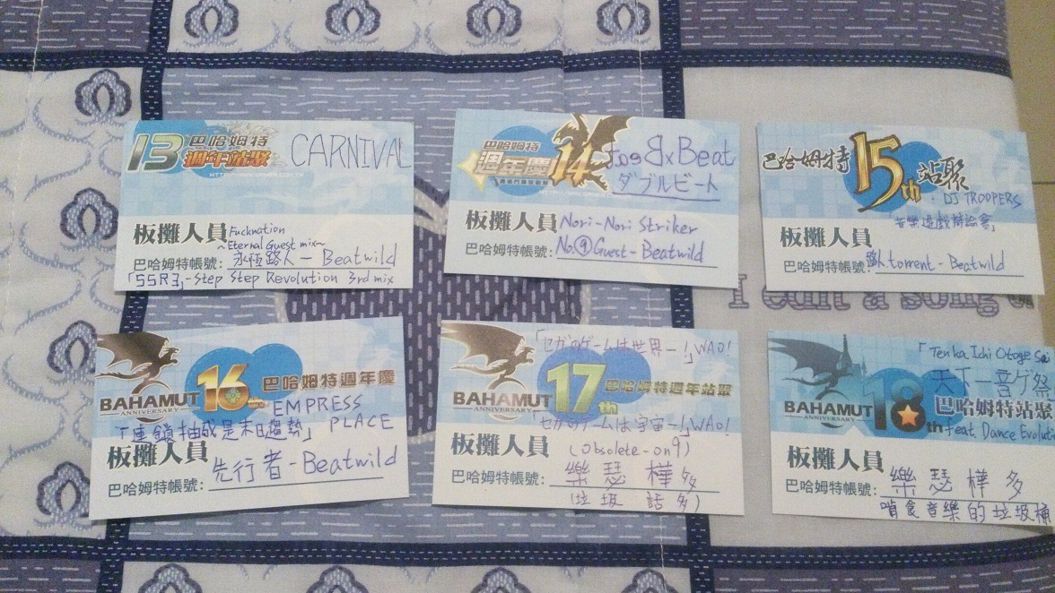 13 巴哈姆特
週年站聚
CARNIVAL
板攤人員
Fucknation
~Eternal Guest mix~
巴哈姆特帳號: 永恆路人－Beatwild
「SSR3」-Step Step Revolution 3rd mix
巴哈姆特
週年慶 14
Beat
ダブルビート
板攤人員
Nori-Nori Striker
巴哈姆特帳號: No.⑨Guest-Beatwild
巴哈姆特 15th 站聚
DJ TROOPERS
「音樂遊戲辯論會」
板攤人員
巴哈姆特帳號: torrent-Beatwild
BAHAMUT
ANNIVERSARY
16th 巴哈姆特週年慶
EMPRESS
PLACE
「連鎖抽成是末日趨勢」
板攤人員
巴哈姆特帳號: 先行者-Beatwild
「セガのゲームは世界一!」WAO!
BAHAMUT
ANNIVERSARY
17th 巴哈姆特週年站聚
「セガのゲームは宇宙一!」WAO!
板攤人員
(Obsolete-on9)
巴哈姆特帳號: 樂瑟樺多
(垃圾話多)
「Tenka Ichi Otoge Sai
天下一音ゲ祭
BAHAMUT
ANNIVERSARY
18th 巴哈姆特站聚
feat. Dance Evolution
板攤人員
巴哈姆特帳號: 樂瑟樺多
啃食音樂的垃圾桶